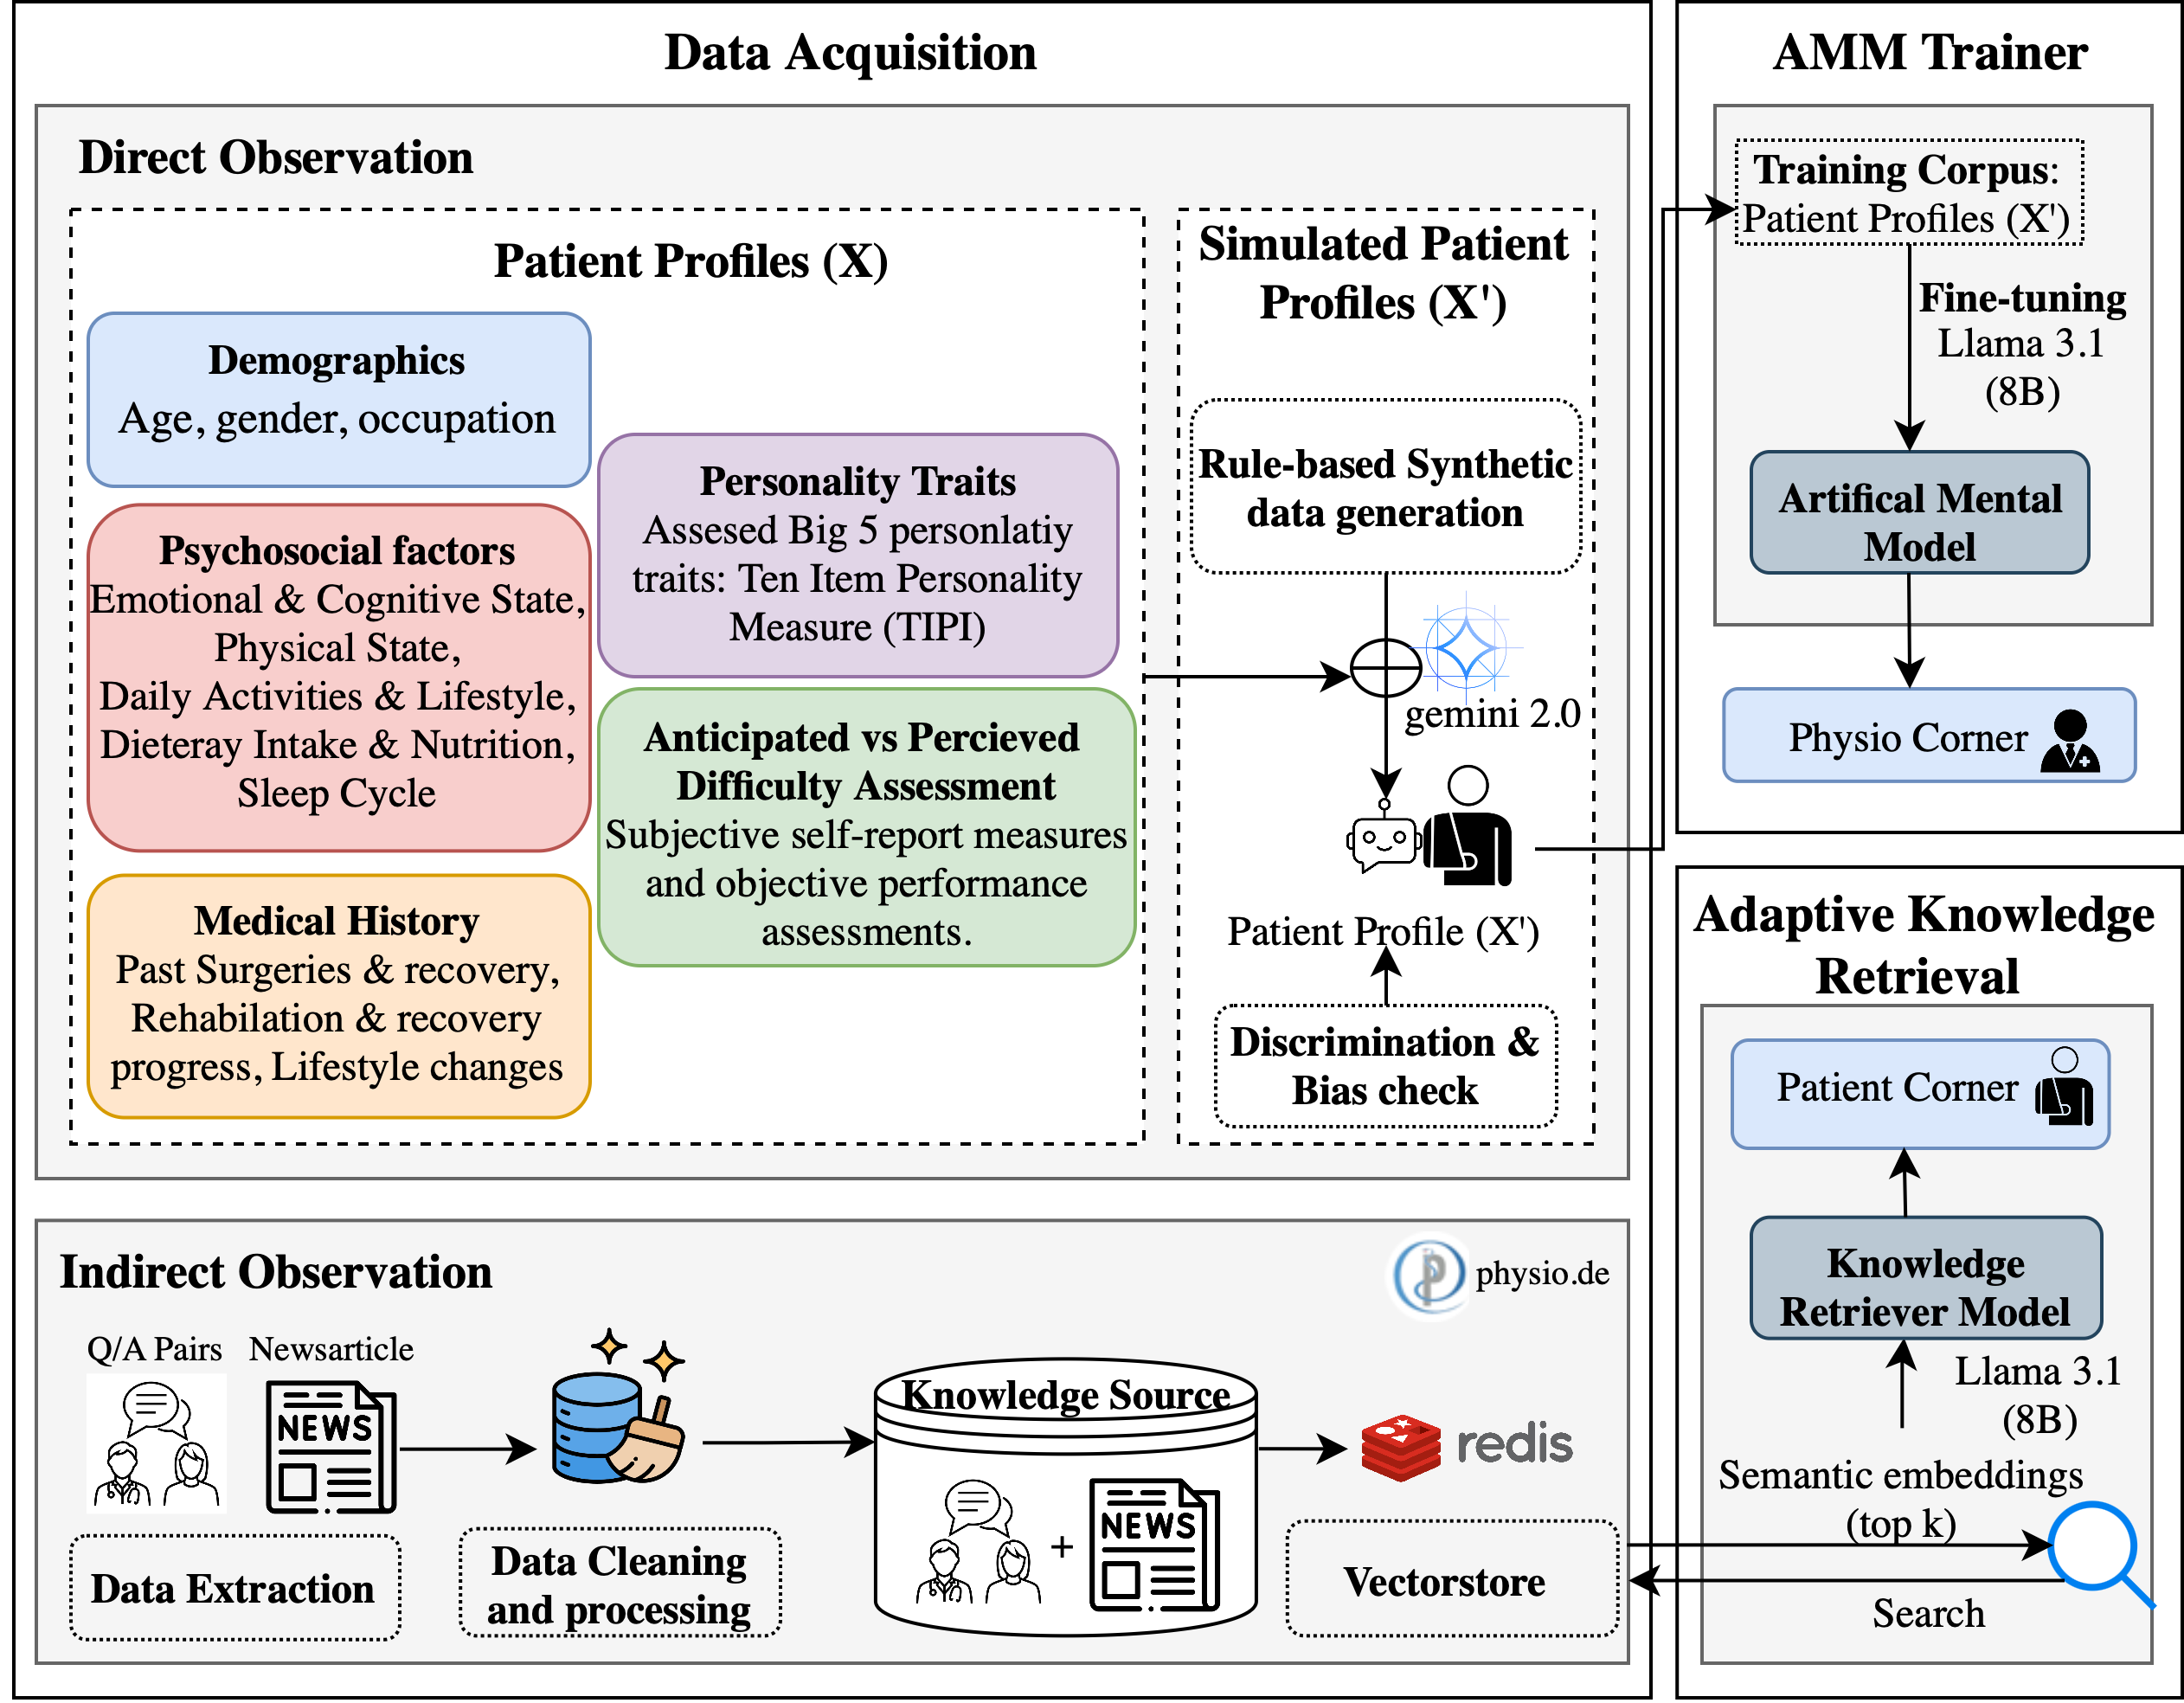 Data Acquisition
Direct Observation
Patient Profiles (X)
Demographics
Age, gender, occupation
Psychosocial factors
Emotional & Cognitive State,
Physical State,
Daily Activities & Lifestyle,
Dieteray Intake & Nutrition,
Sleep Cycle
Medical History
Past Surgeries & recovery,
Rehabilation & recovery
progress, Lifestyle changes
Personality Traits
Assesed Big 5 personlatiy
traits: Ten Item Personality
Measure (TIPI)
Anticipated vs Percieved
Difficulty Assessment
Subjective self-report measures
and objective performance
assessments.
Simulated Patient
Profiles (X')
Rule-based Synthetic
data generation
gemini 2.0
Patient Profile (X')
Discrimination &
Bias check
Indirect Observation
physio.de
Q/A Pairs
Newsarticle
NEWS
Data Extraction
Data Cleaning
and processing
Knowledge Source
+
NEWS
redis
Vectorstore
AMM Trainer
Training Corpus:
Patient Profiles (X')
Fine-tuning
Llama 3.1
(8B)
Artifical Mental
Model
Physio Corner
Adaptive Knowledge
Retrieval
Patient Corner
Knowledge
Retriever Model
Llama 3.1
(8B)
Semantic embeddings
(top k)
Search